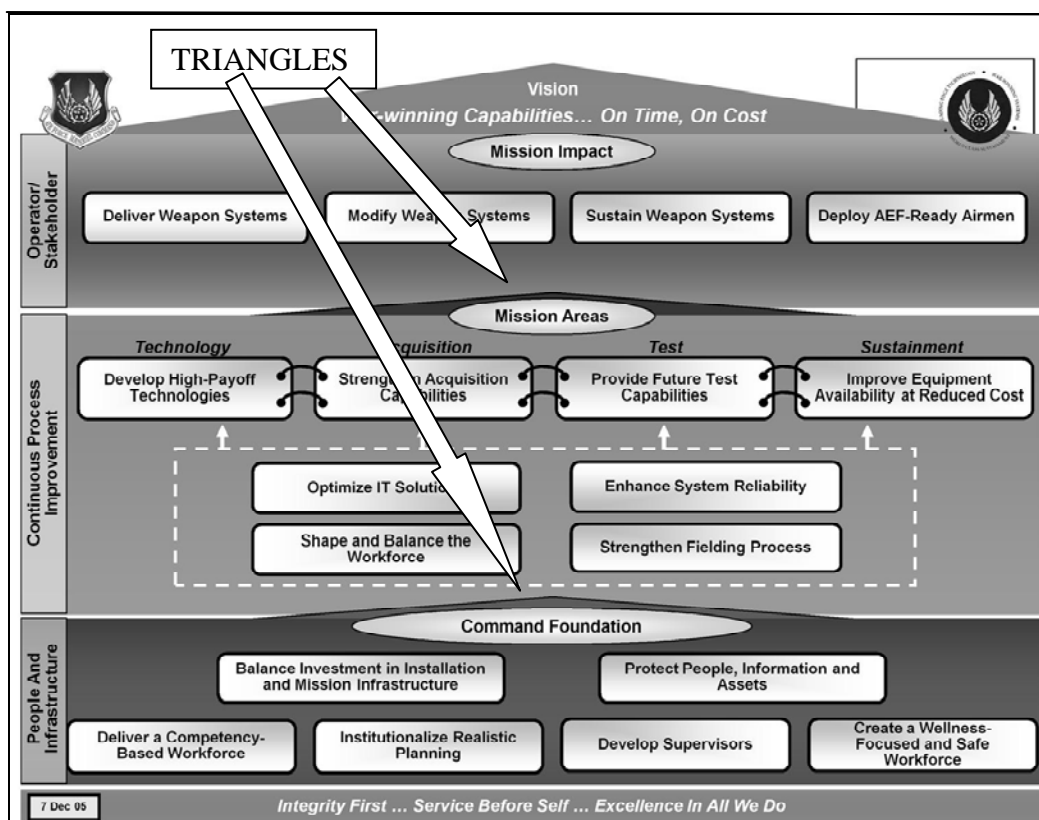 TRIANGLES
Vision
-winning Capabilities... On Time, On Cost
Mission Impact
Operator/
Stakeholder
Deliver Weapon Systems
Modify Weapon Systems
Sustain Weapon Systems
Deploy AEF-Ready Airmen
Mission Areas
Continuous Process
Improvement
Technology
cquisition
Test
Sustainment
Develop High-Payoff
Technologies
Strengthen Acquisition
Capabilities
Provide Future Test
Capabilities
Improve Equipment
Availability at Reduced Cost
Optimize IT Solution
Enhance System Reliability
Shape and Balance the
Workforce
Strengthen Fielding Process
Command Foundation
People And
Infrastructure
Balance Investment in Installation
and Mission Infrastructure
Protect People, Information and
Assets
Deliver a Competency-
Based Workforce
Institutionalize Realistic
Planning
Develop Supervisors
Create a Wellness-
Focused and Safe
Workforce
7 Dec 05
Integrity First ... Service Before Self ... Excellence In All We Do